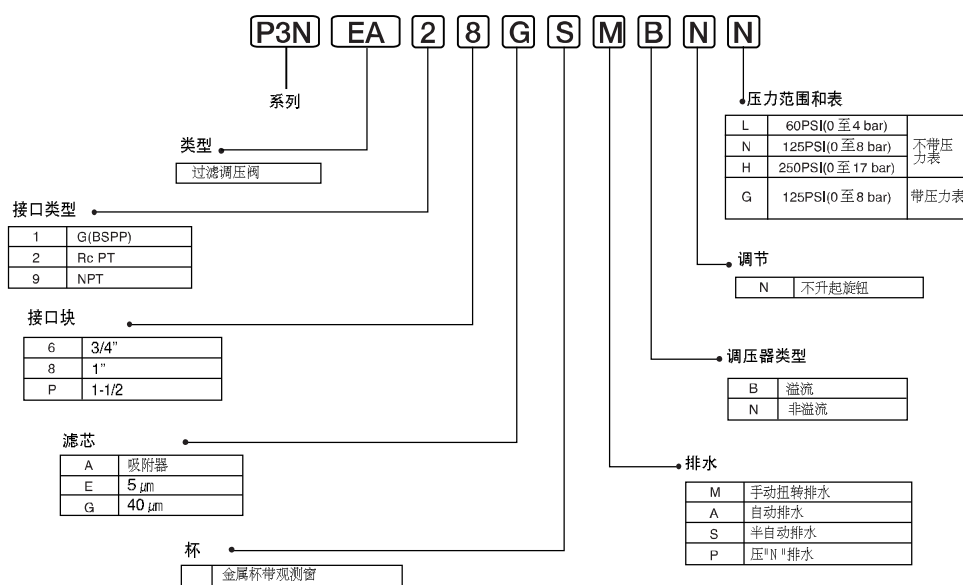 P3N EA 2 8 G S M B N N
系列
类型
过滤调压阀
接口类型
1 G(BSPP)
2 Rc PT
9 NPT
接口块
6 3/4"
8 1"
P 1-1/2
滤芯
A 吸附器
E 5 μm
G 40 μm
杯
金属杯带观测窗
压力范围和表
L 60PSI(0 至4 bar) 不带压力表
N 125PSI(0 至8 bar)
H 250PSI(0 至17 bar)
G 125PSI(0 至8 bar) 带压力表
调节
N 不升起旋钮
调压器类型
B 溢流
N 非溢流
排水
M 手动扭转排水
A 自动排水
S 半自动排水
P 压"N"排水